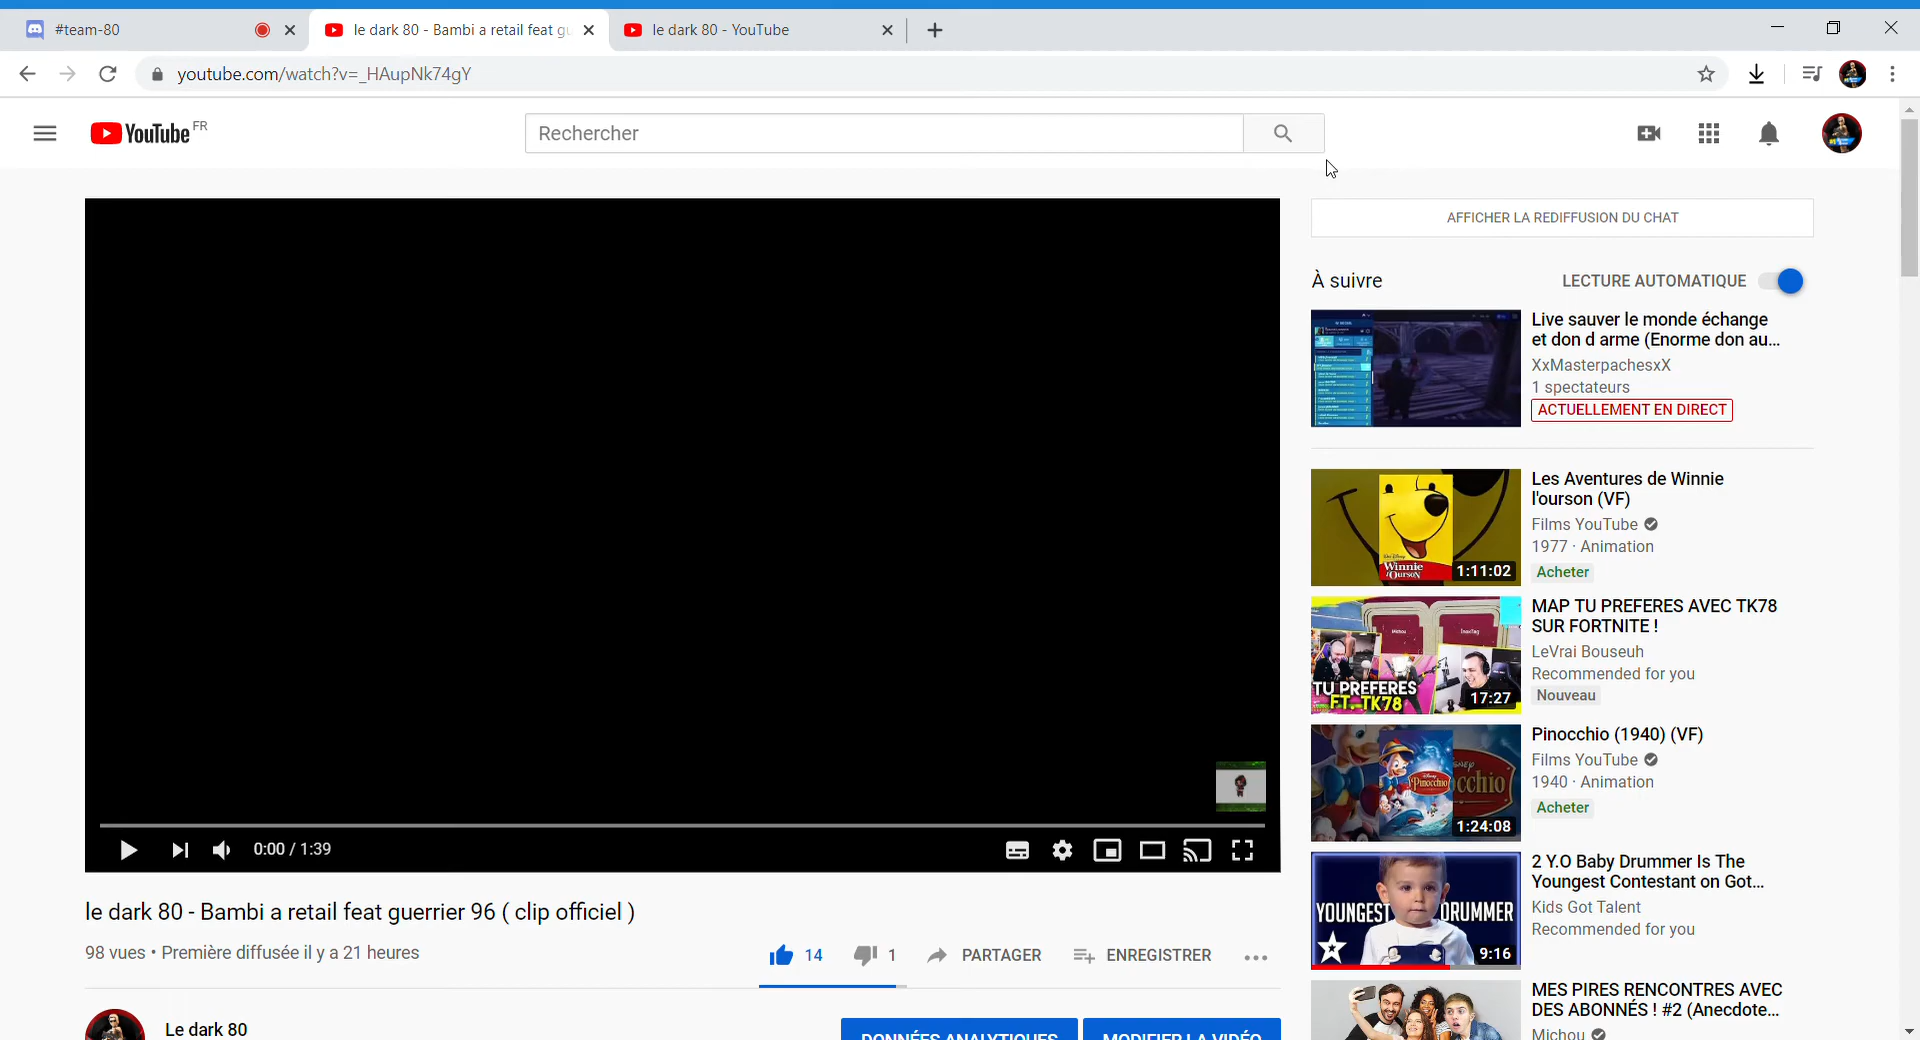 #team-80
le dark 80 - Bambi a retail feat gu
le dark 80 - YouTube
youtube.com/watch?v=_HAupNk74gY
YouTube FR
Rechercher
AFFICHER LA REDIFFUSION DU CHAT
À suivre
LECTURE AUTOMATIQUE
Live sauver le monde échange
et don d arme (Enorme don au...
XxMasterpachesxX
1 spectateurs
ACTUELLEMENT EN DIRECT
Winnie
l'Ourson
1:11:02
Les Aventures de Winnie
l'ourson (VF)
Films YouTube
1977 · Animation
Acheter
TU PREFERES
FT. TK78
17:27
MAP TU PREFERES AVEC TK78
SUR FORTNITE !
LeVrai Bouseuh
Recommended for you
Nouveau
Pinocchio
1:24:08
Pinocchio (1940) (VF)
Films YouTube
1940 · Animation
Acheter
YOUNGEST DRUMMER
9:16
2 Y.O Baby Drummer Is The
Youngest Contestant on Got...
Kids Got Talent
Recommended for you
MES PIRES RENCONTRES AVEC
DES ABONNÉS ! #2 (Anecdote...
Michou
0:00 / 1:39
le dark 80 - Bambi a retail feat guerrier 96 ( clip officiel )
98 vues • Première diffusée il y a 21 heures
14
1
PARTAGER
ENREGISTRER
Le dark 80
DONNÉES ANALYTIQUES
MODIFIER LA VIDÉO